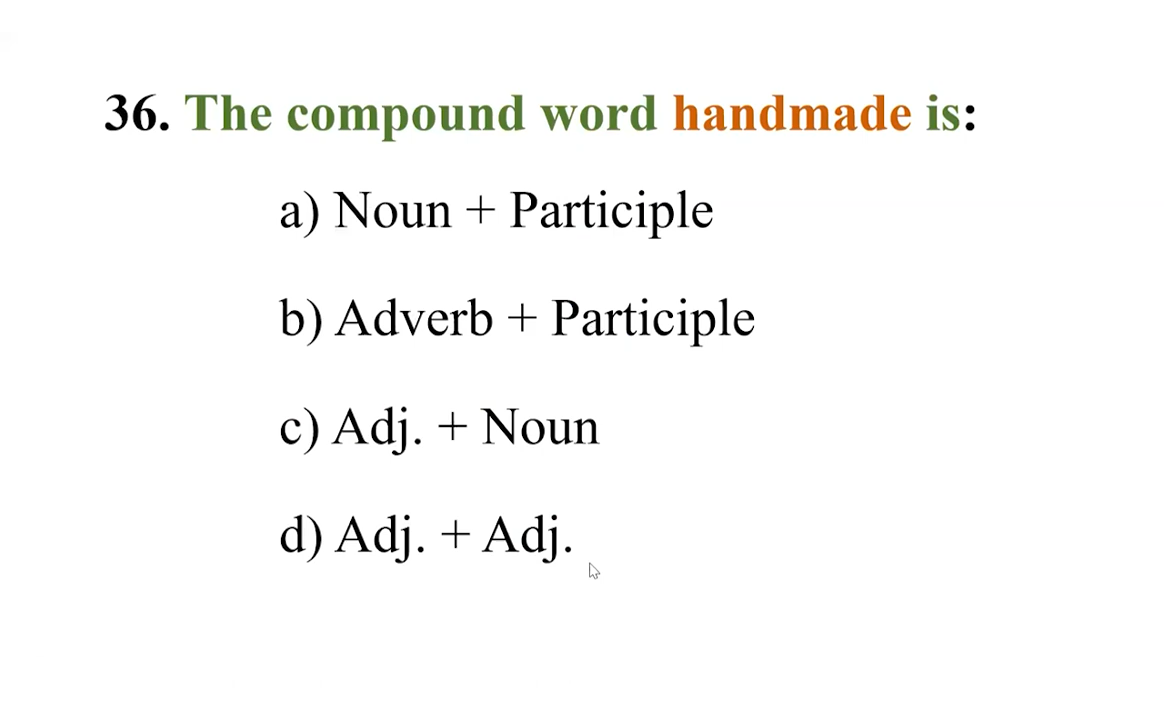 36. The compound word handmade is:
a) Noun + Participle
b) Adverb + Participle
c) Adj. + Noun
d) Adj. + Adj.